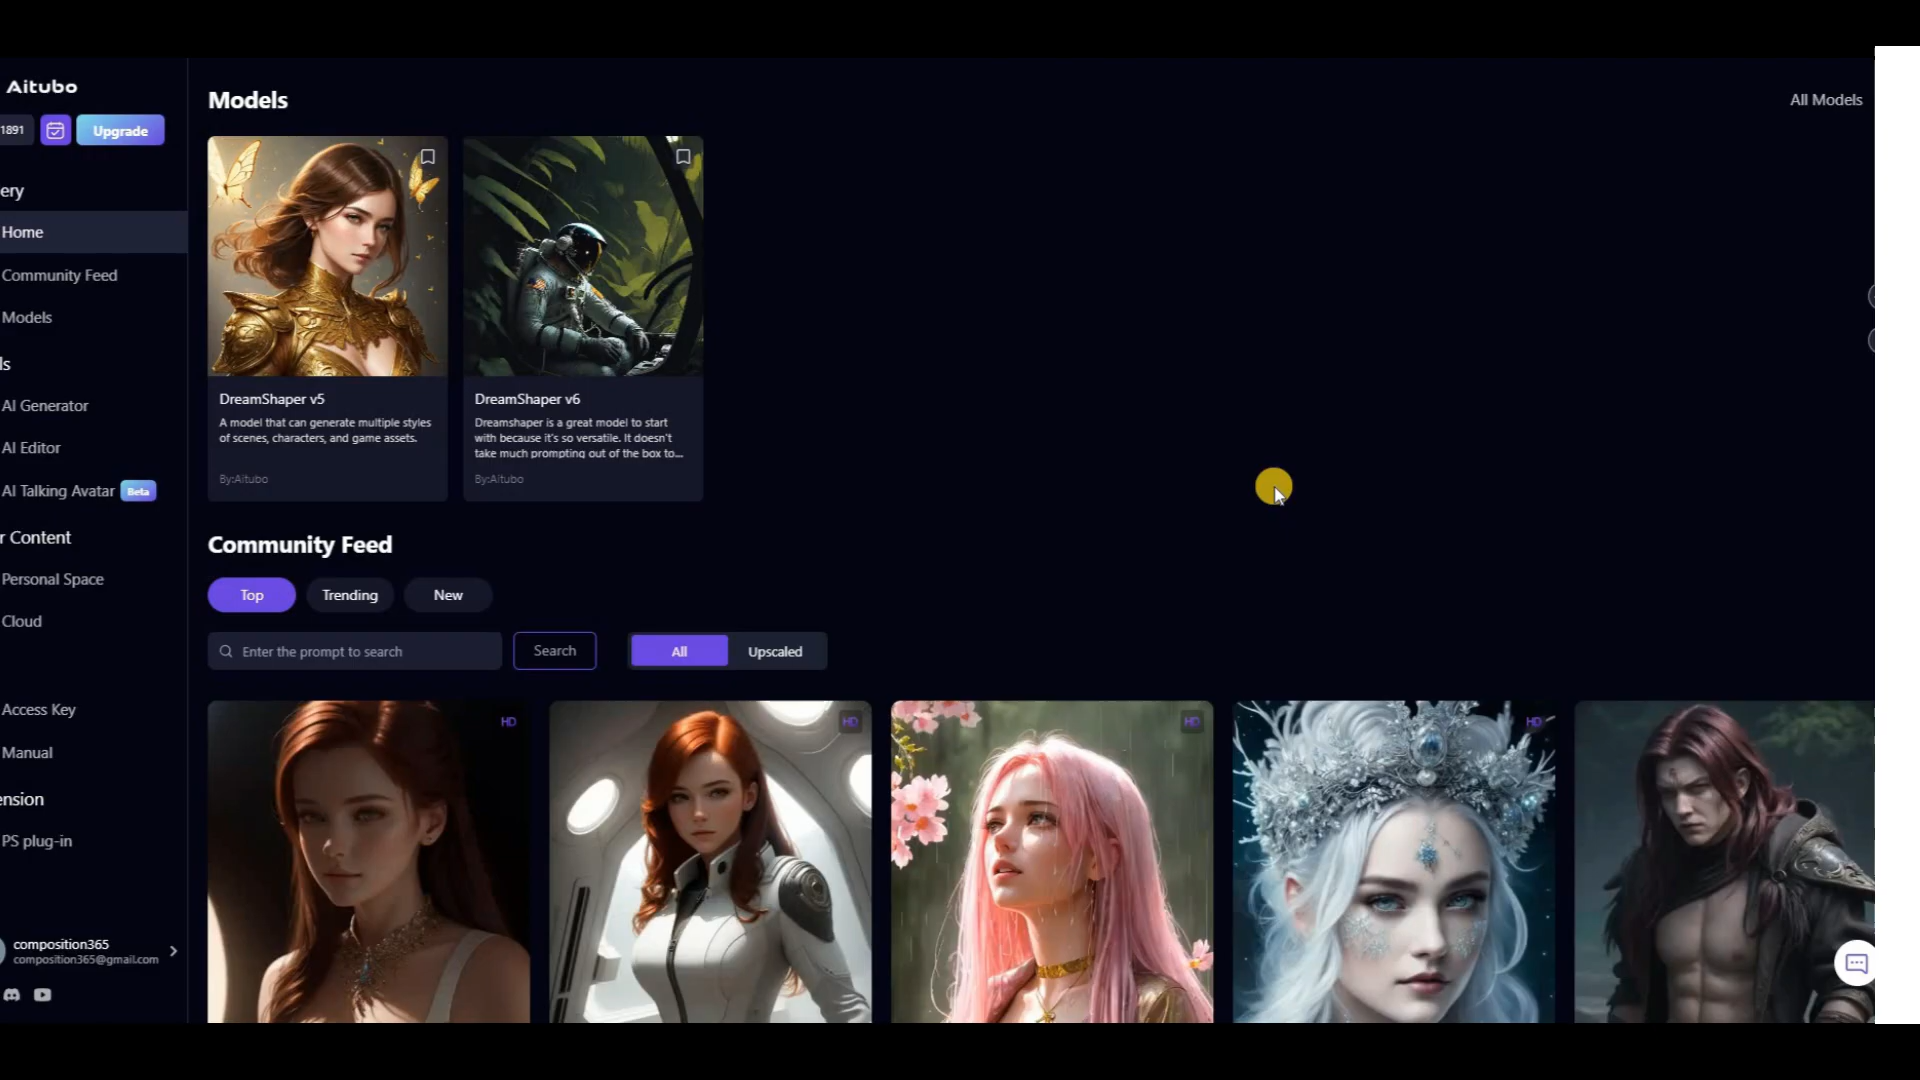 Aitubo
1891
Upgrade
ery
Home
Community Feed
Models
ls
AI Generator
AI Editor
AI Talking Avatar Beta
r Content
Personal Space
Cloud
Access Key
Manual
ension
PS plug-in
composition365
composition365@gmail.com
Models
All Models
DreamShaper v5
A model that can generate multiple styles
of scenes, characters, and game assets.
By:Aitubo
DreamShaper v6
Dreamshaper is a great model to start
with because it's so versatile. It doesn't
take much prompting out of the box to...
By:Aitubo
Community Feed
Top
Trending
New
Enter the prompt to search
Search
All
Upscaled
HD
HD
HD
HD